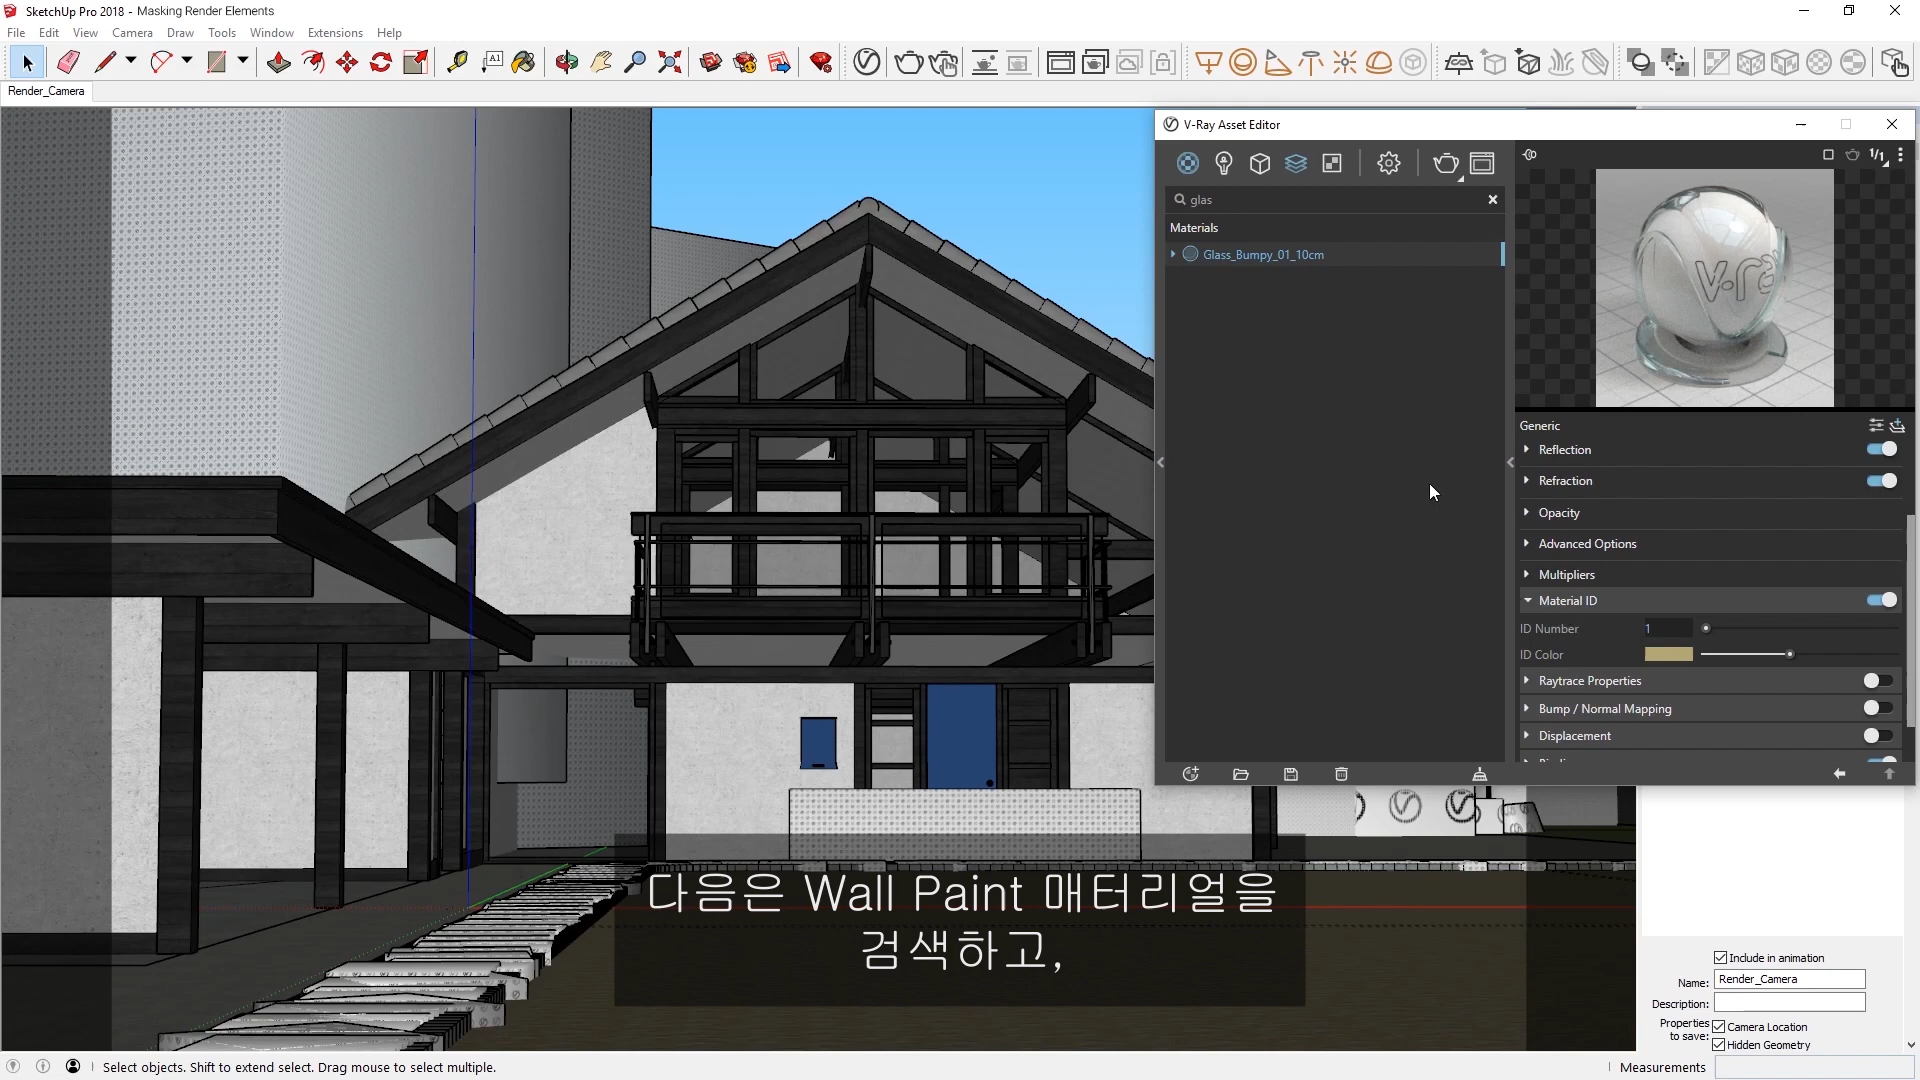 SketchUp Pro 2018 - Masking Render Elements
File Edit View Camera Draw Tools Window Extensions Help
Render_Camera
V-Ray Asset Editor
glas
Materials
Glass_Bumpy_01_10cm
1/1
v·ra
Generic
Reflection
Refraction
Opacity
Advanced Options
Multipliers
Material ID
ID Number 1
ID Color
Raytrace Properties
Bump / Normal Mapping
Displacement
다음은 Wall Paint 매터리얼을
검색하고,
Include in animation
Name: Render_Camera
Description:
Properties to save:
Camera Location
Hidden Geometry
Select objects. Shift to extend select. Drag mouse to select multiple.
Measurements